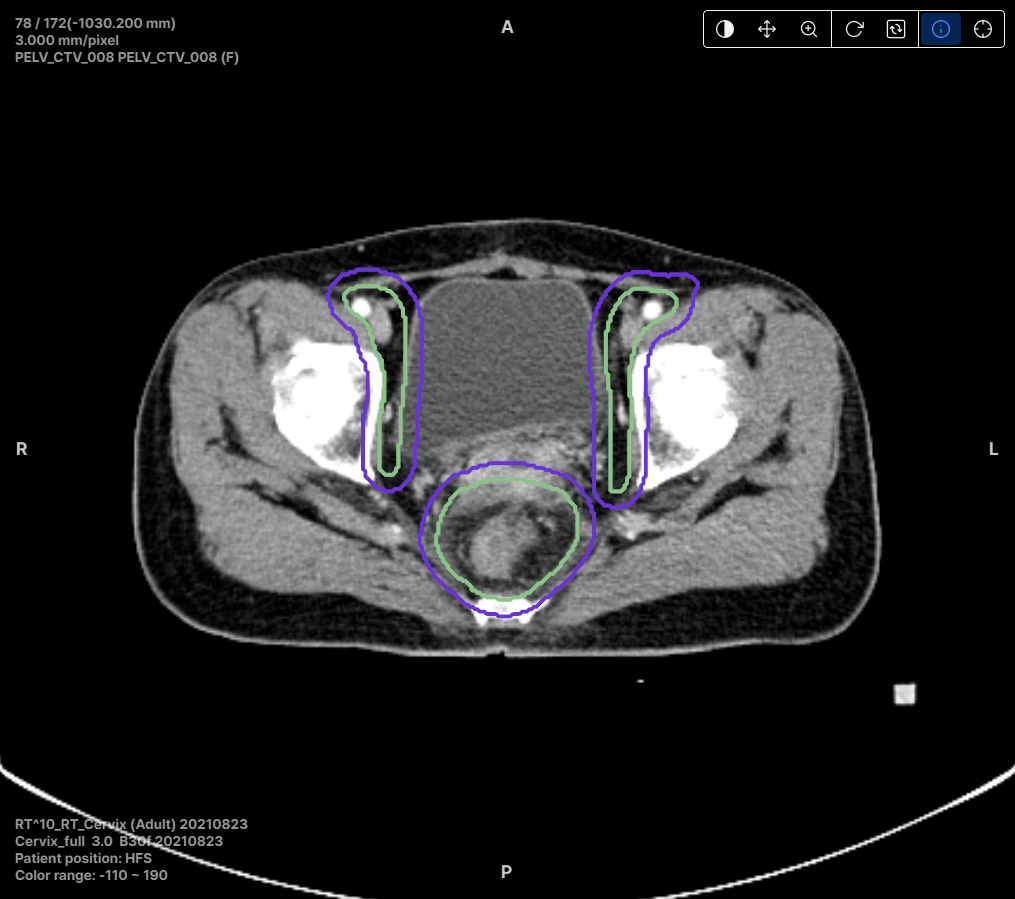 78 / 172(-1030.200 mm)
3.000 mm/pixel
PELV_CTV_008 PELV_CTV_008 (F)
A
R
L
RT^10_RT_Cervix (Adult) 20210823
Cervix_full  3.0  B30f 20210823
Patient position: HFS
Color range: -110 ~ 190
P